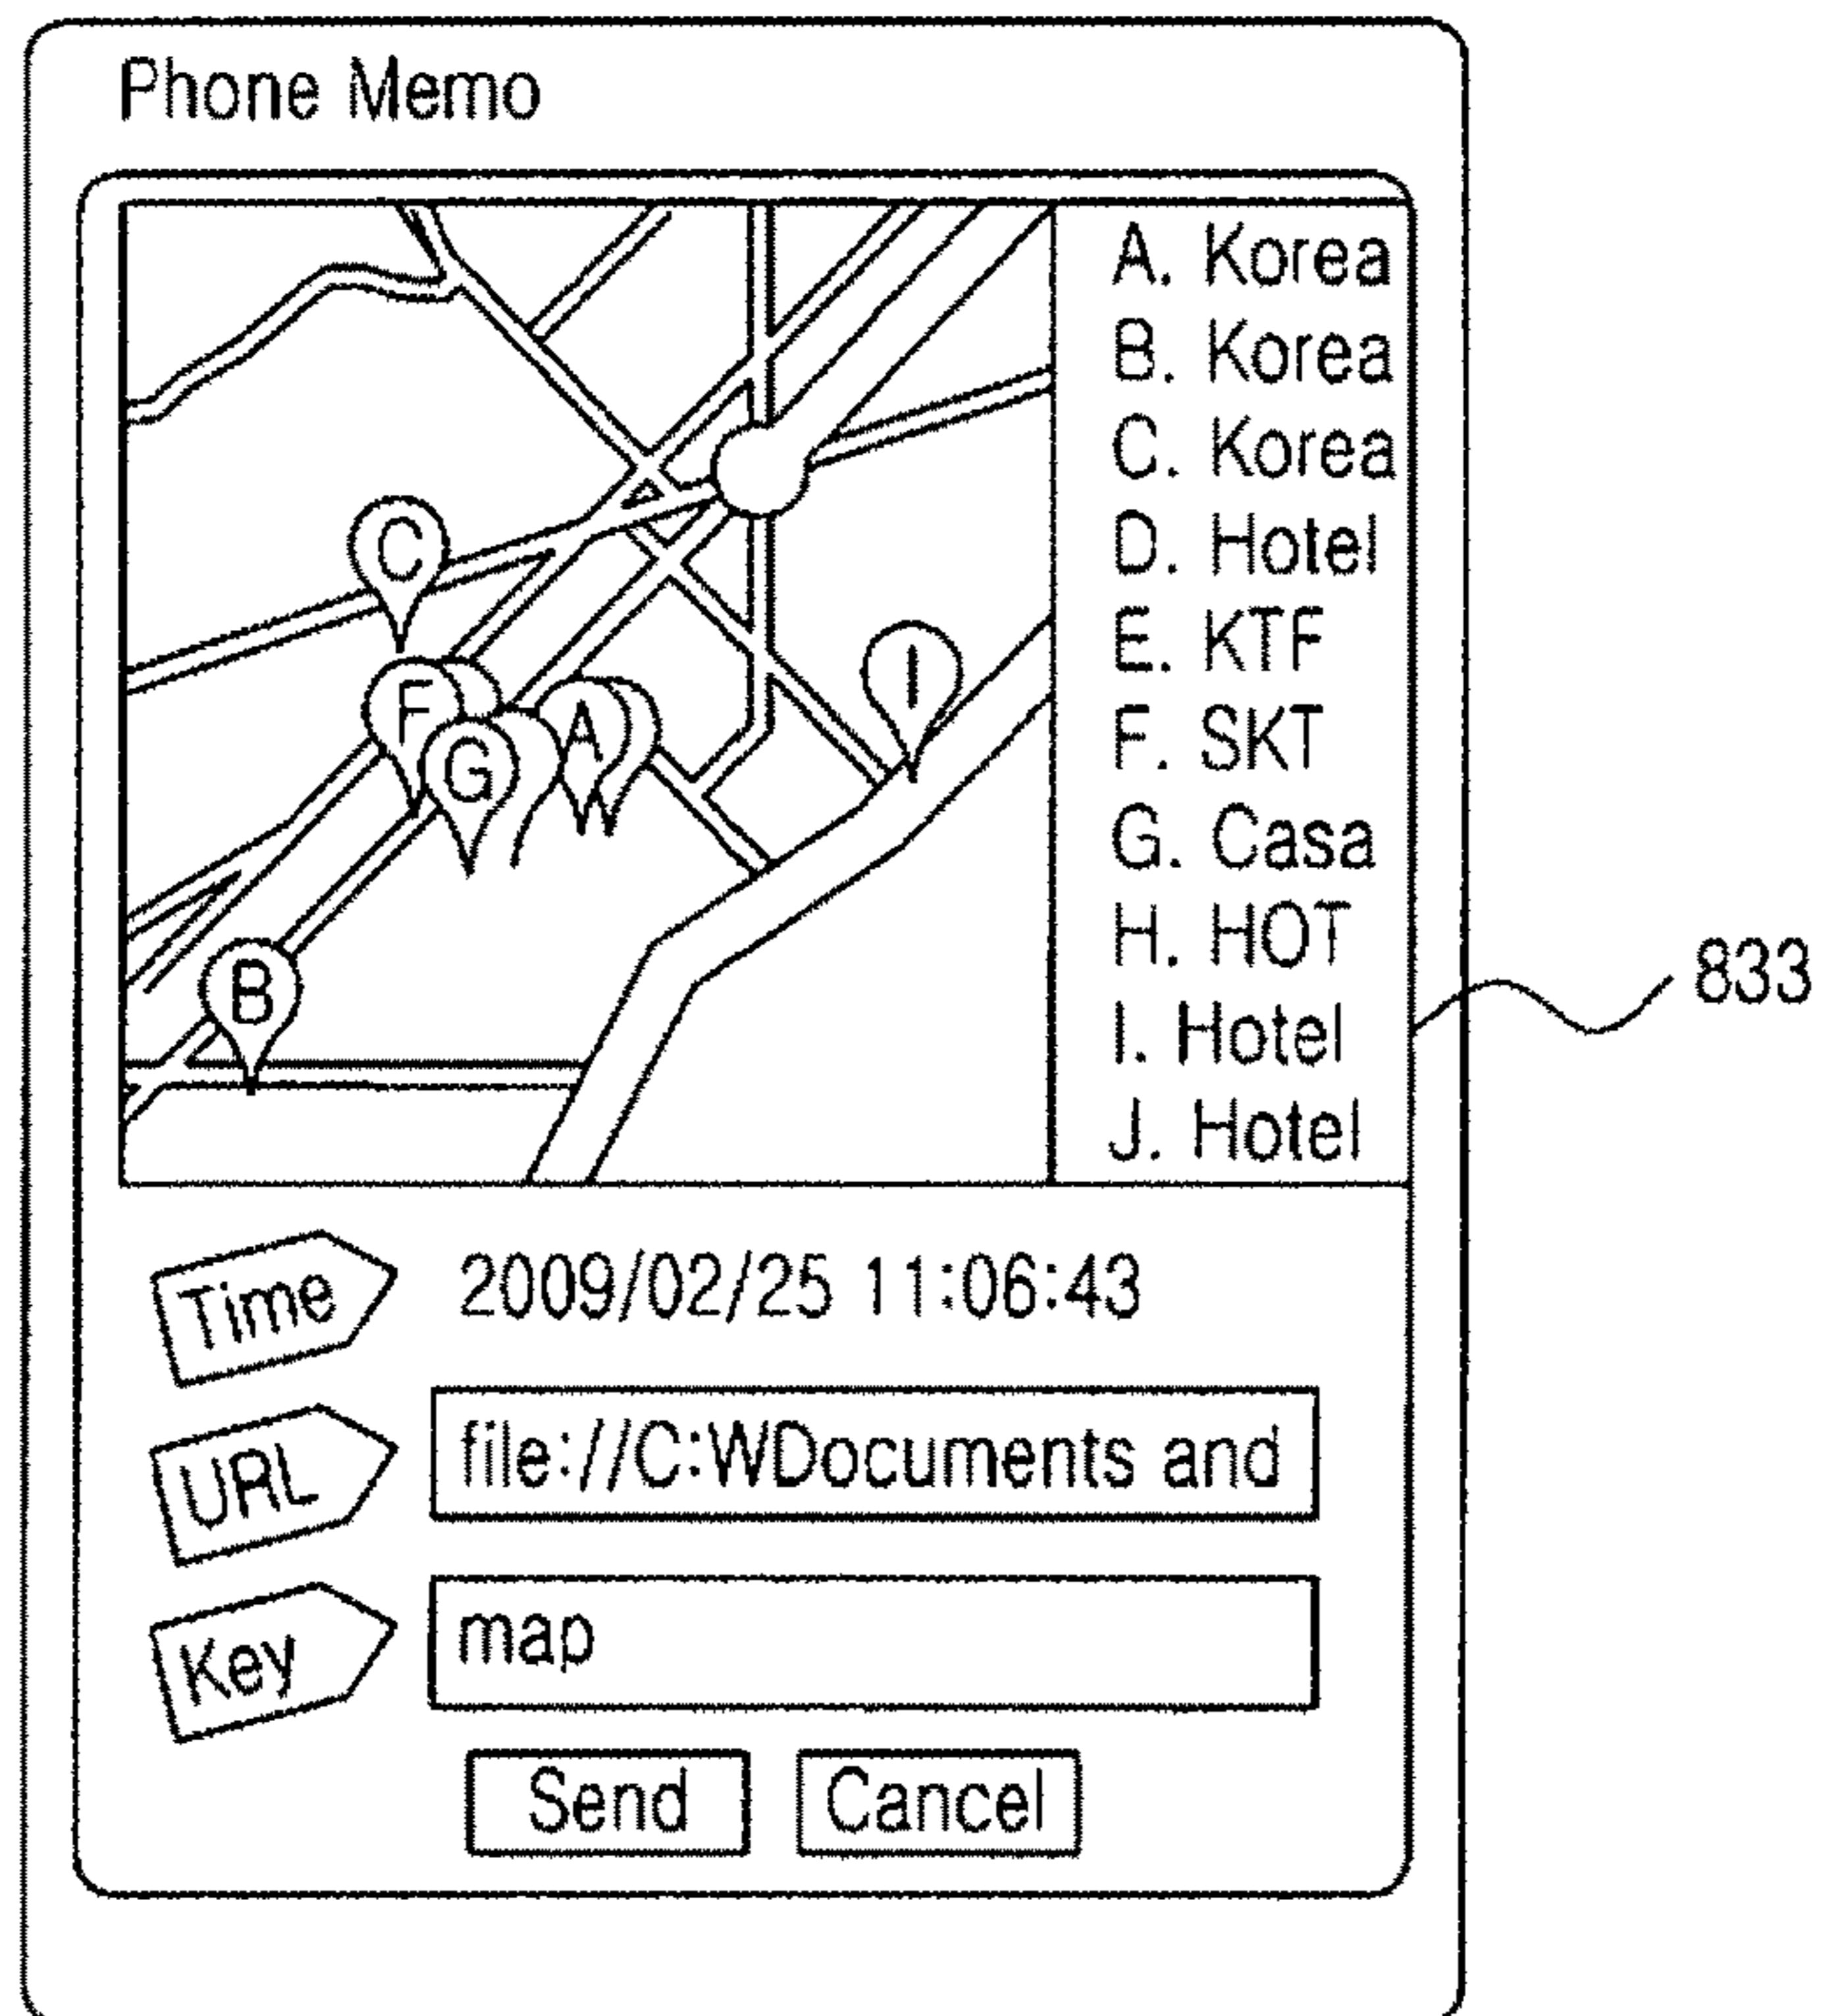 Phone Memo
A. Korea
B. Korea
C. Korea
D. Hotel
E. KTF
F. SKT
G. Casa
H. HOT
I. Hotel
J. Hotel
C
I
F
A
G
B
833
Time 2009/02/25 11:06:43
URL file://C:WDocuments and
Key map
Send Cancel